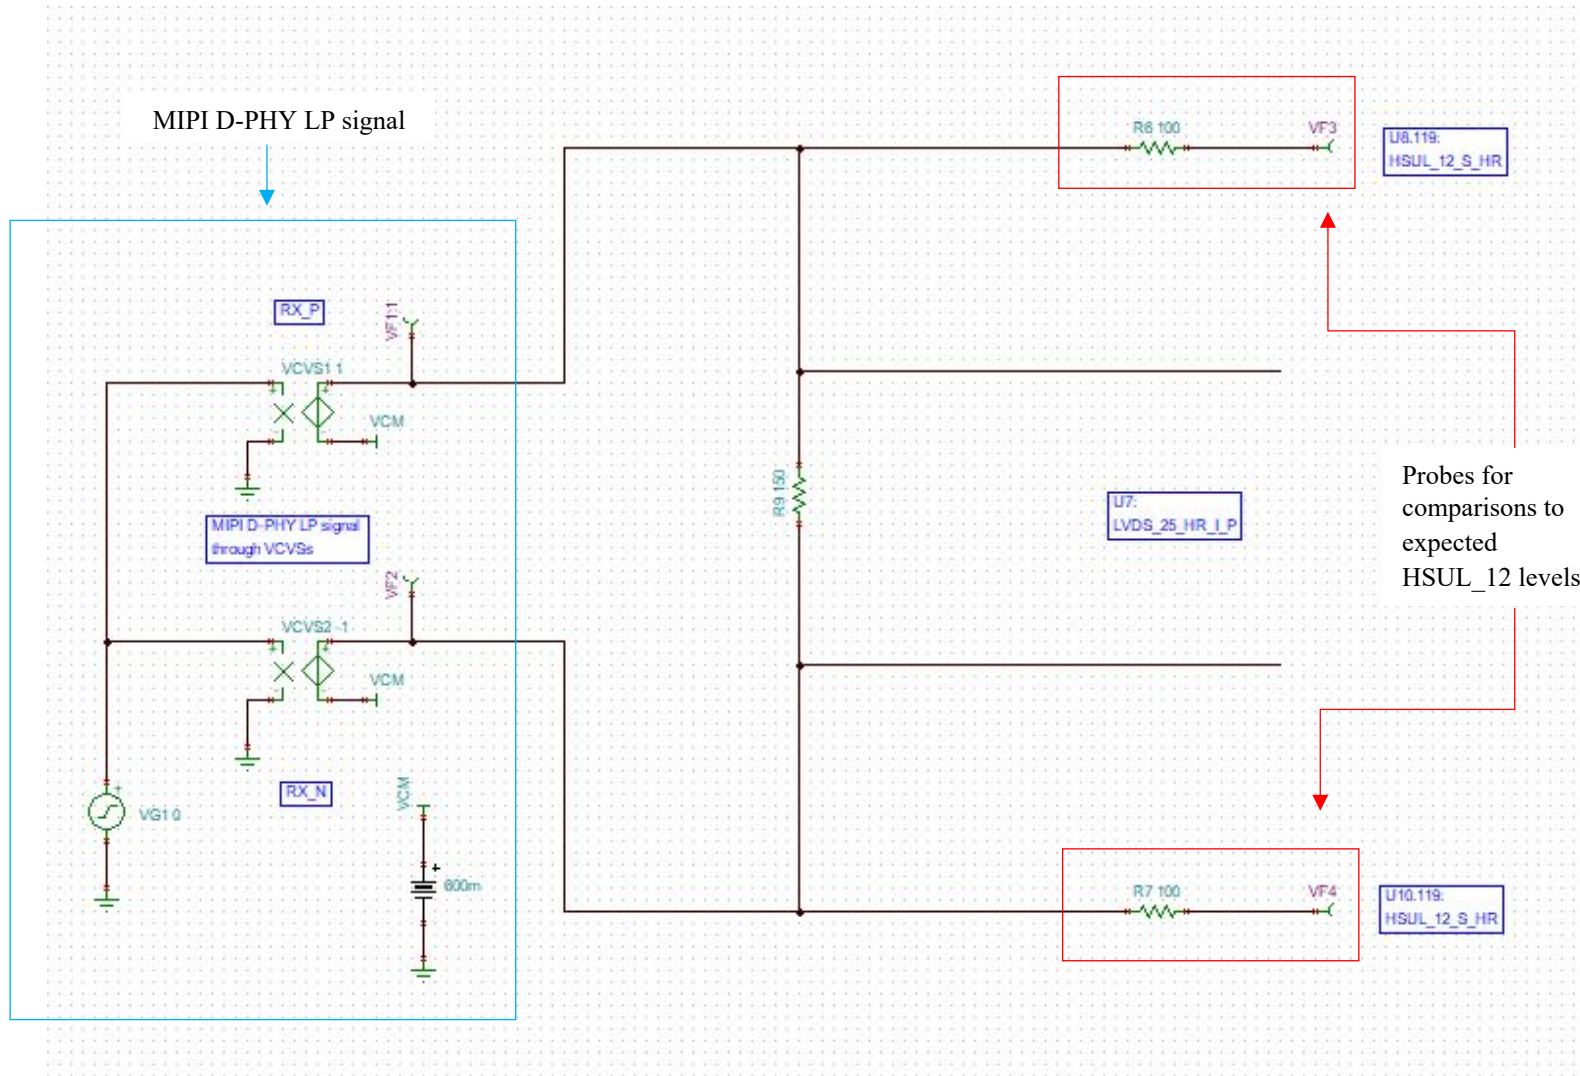 MIPI D-PHY LP signal
R6 100
VF3
U8.119:
HSUL_12_S_HR
RX_P
VF1:1
VCVS1 1
VCM
Probes for
comparisons to
expected
HSUL_12 levels
R9 150
U7:
LVDS_25_HR_I_P
MIPI D-PHY LP signal
through VCVSs
VF2
VCVS2 -1
VCM
RX_N
VCM
VG1 0
600m
R7 100
VF4
U10.119:
HSUL_12_S_HR